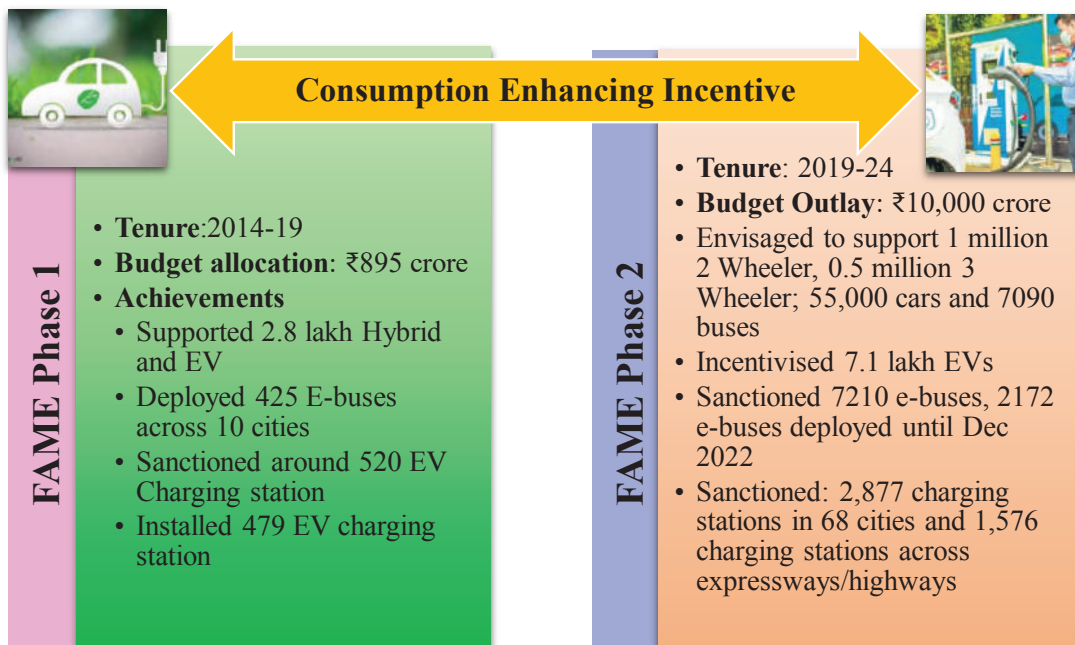 Consumption Enhancing Incentive
FAME Phase 1
• Tenure:2014-19
• Budget allocation: ₹895 crore
• Achievements
• Supported 2.8 lakh Hybrid
and EV
• Deployed 425 E-buses
across 10 cities
• Sanctioned around 520 EV
Charging station
• Installed 479 EV charging
station
FAME Phase 2
• Tenure: 2019-24
• Budget Outlay: ₹10,000 crore
• Envisaged to support 1 million
2 Wheeler, 0.5 million 3
Wheeler; 55,000 cars and 7090
buses
• Incentivised 7.1 lakh EVs
• Sanctioned 7210 e-buses, 2172
e-buses deployed until Dec
2022
• Sanctioned: 2,877 charging
stations in 68 cities and 1,576
charging stations across
expressways/highways